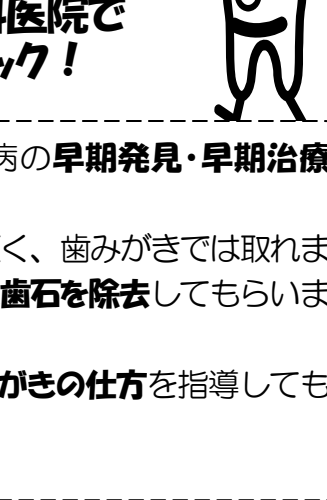 科医院で
ック！
病の早期発見・早期治療
く、歯みがきでは取れま
歯石を除去してもらいま
がきの仕方を指導しても